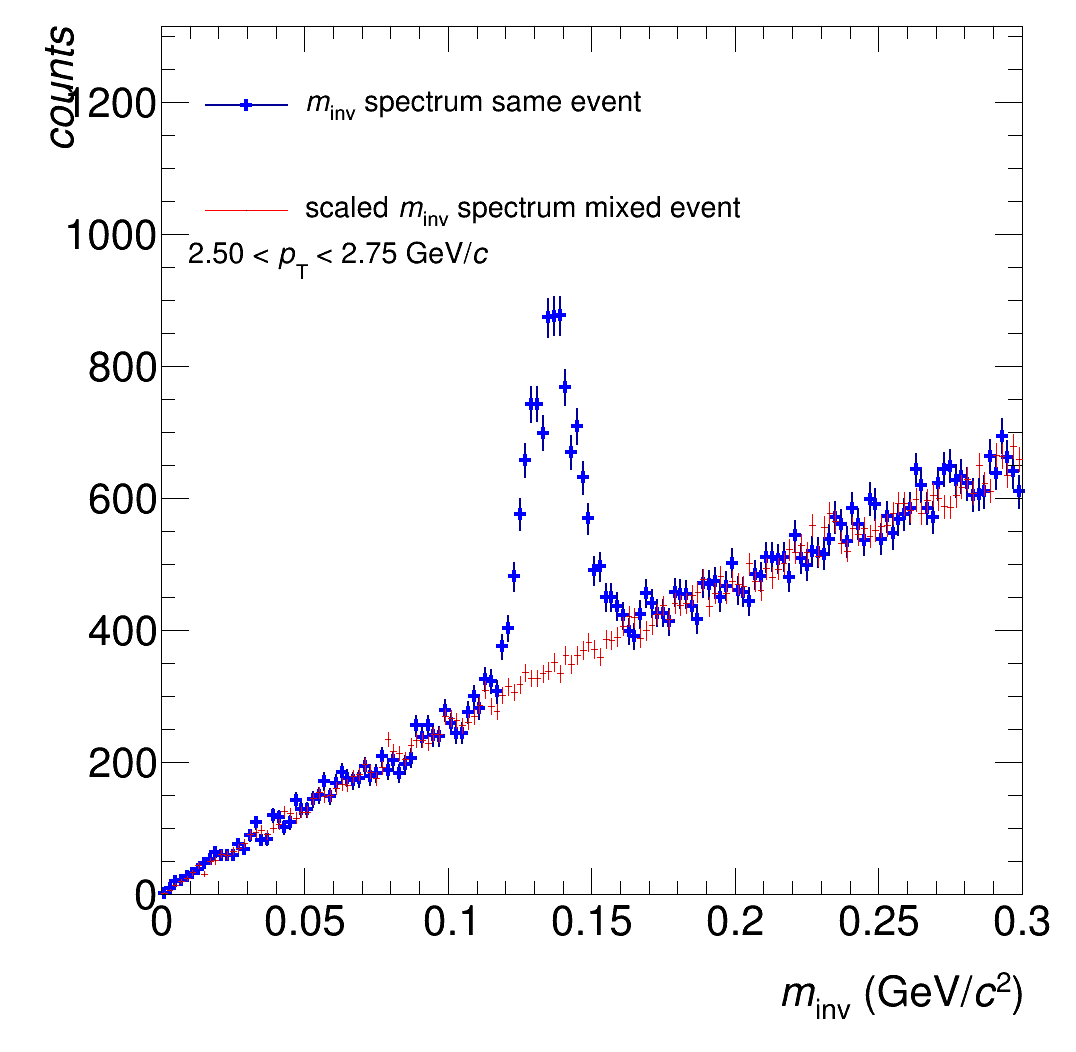 counts
1200
1000
800
600
400
200
0
m_inv spectrum same event
scaled m_inv spectrum mixed event
2.50 < p_T < 2.75 GeV/c
0 0.05 0.1 0.15 0.2 0.25 0.3
m_inv (GeV/c²)